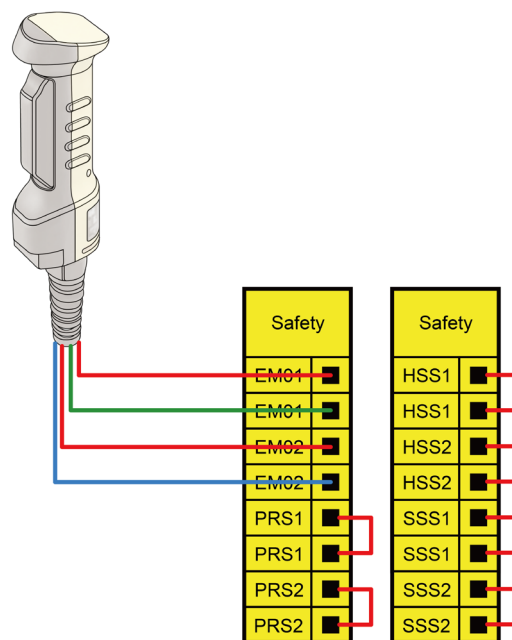 Safety
EM01
EM01
EM02
EM02
PRS1
PRS1
PRS2
PRS2
Safety
HSS1
HSS1
HSS2
HSS2
SSS1
SSS1
SSS2
SSS2